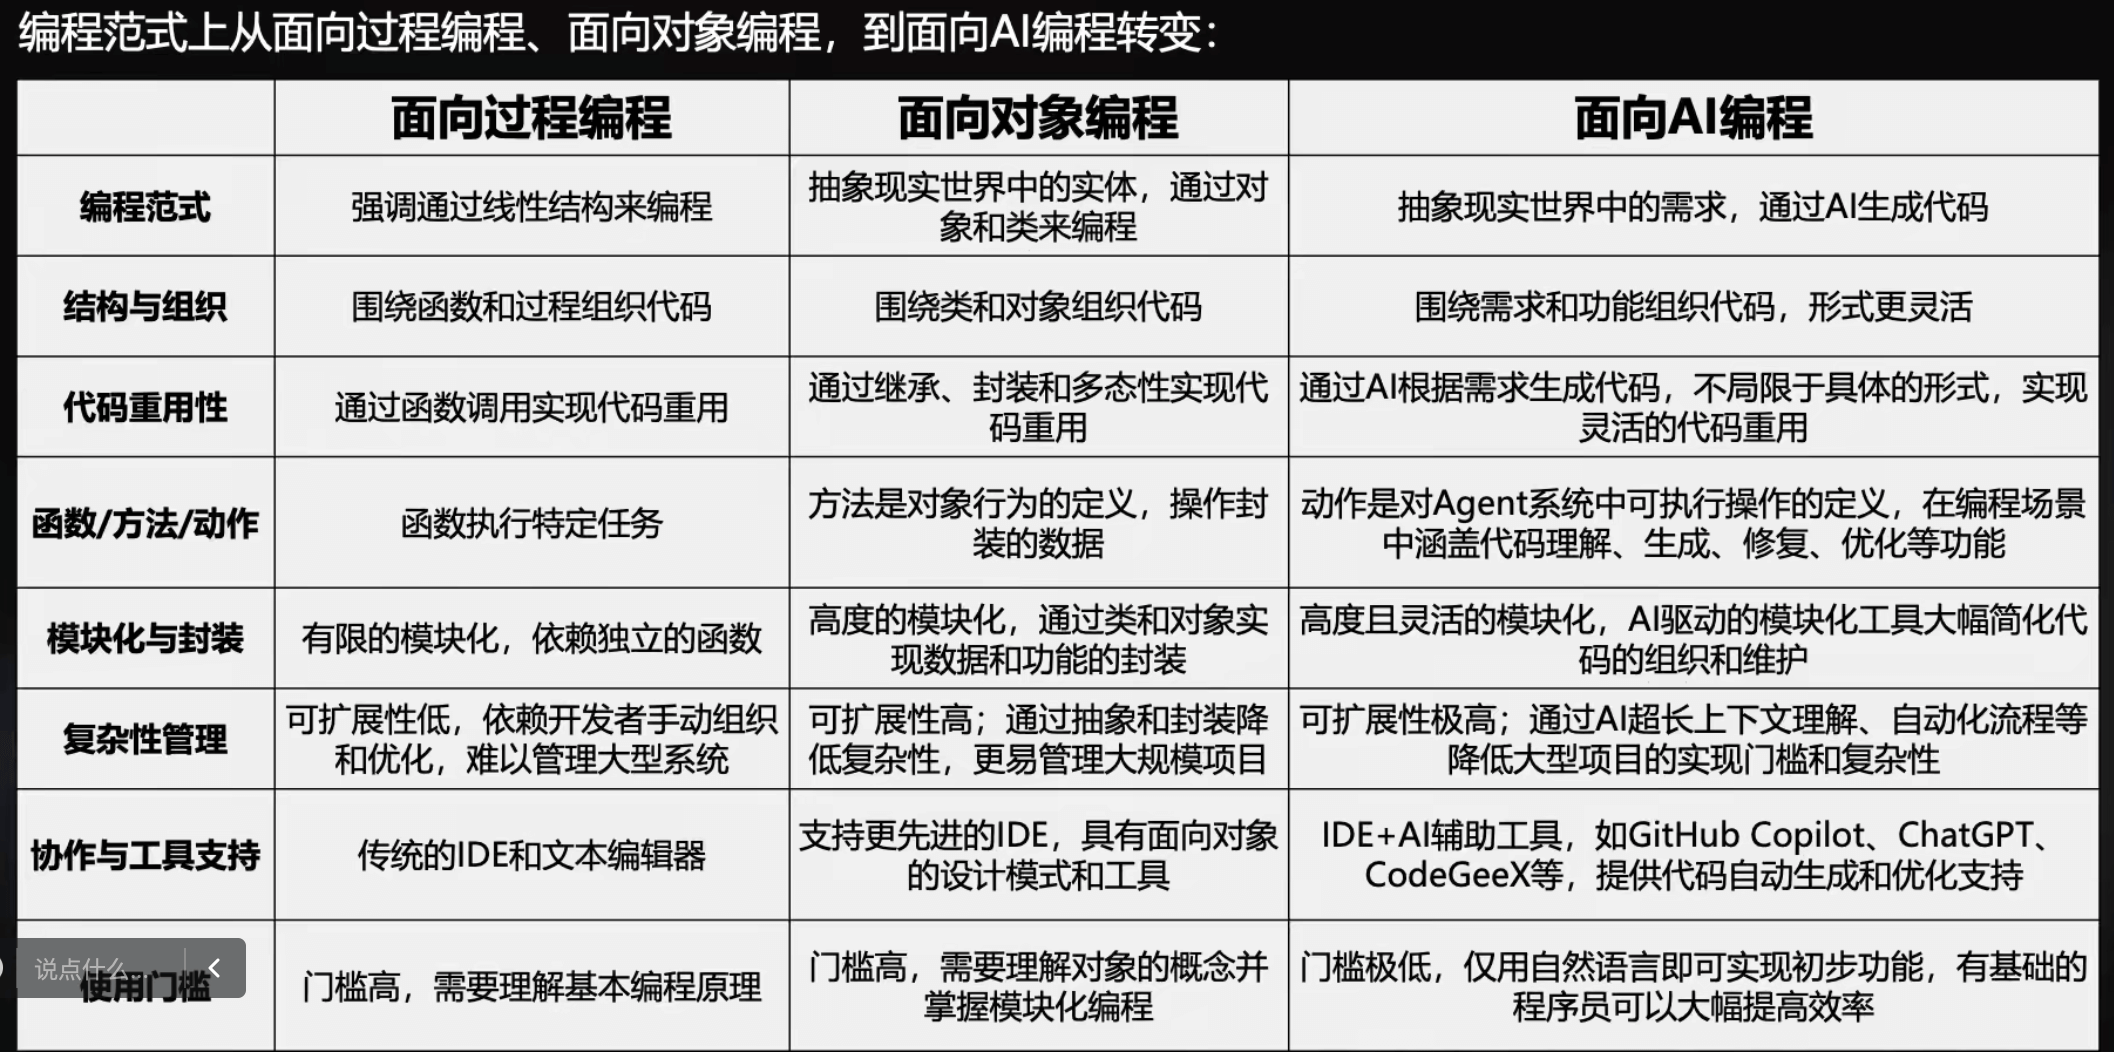 编程范式上从面向过程编程、面向对象编程，到面向AI编程转变：
面向过程编程
面向对象编程
面向AI编程
编程范式
强调通过线性结构来编程
抽象现实世界中的实体，通过对
象和类来编程
抽象现实世界中的需求，通过AI生成代码
结构与组织
围绕函数和过程组织代码
围绕类和对象组织代码
围绕需求和功能组织代码，形式更灵活
代码重用性
通过函数调用实现代码重用
通过继承、封装和多态性实现代
码重用
通过AI根据需求生成代码，不局限于具体的形式，实现
灵活的代码重用
函数/方法/动作
函数执行特定任务
方法是对象行为的定义，操作封
装的数据
动作是对Agent系统中可执行操作的定义，在编程场景
中涵盖代码理解、生成、修复、优化等功能
模块化与封装
有限的模块化，依赖独立的函数
高度的模块化，通过类和对象实
现数据和功能的封装
高度且灵活的模块化，AI驱动的模块化工具大幅简化代
码的组织和维护
复杂性管理
可扩展性低，依赖开发者手动组织
和优化，难以管理大型系统
可扩展性高；通过抽象和封装降
低复杂性，更易管理大规模项目
可扩展性极高；通过AI超长上下文理解、自动化流程等
降低大型项目的实现门槛和复杂性
协作与工具支持
传统的IDE和文本编辑器
支持更先进的IDE，具有面向对象
的设计模式和工具
IDE+AI辅助工具，如GitHub Copilot、ChatGPT、
CodeGeeX等，提供代码自动生成和优化支持
说点什么...
使用门槛
门槛高，需要理解基本编程原理
门槛高，需要理解对象的概念并
掌握模块化编程
门槛极低，仅用自然语言即可实现初步功能，有基础的
程序员可以大幅提高效率